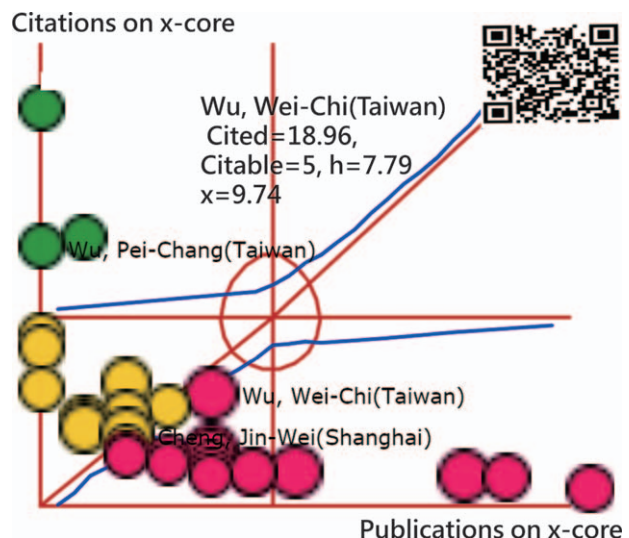 Citations on x-core
Wu, Wei-Chi(Taiwan)
Cited=18.96,
Citable=5, h=7.79
x=9.74
Wu, Pei-Chang(Taiwan)
Wu, Wei-Chi(Taiwan)
Cheng, Jin-Wei(Shanghai)
Publications on x-core